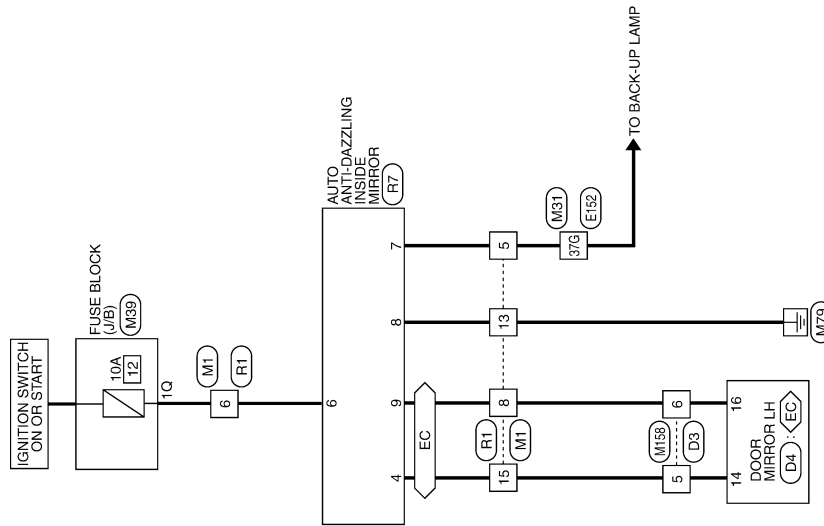 IGNITION SWITCH
ON OR START
FUSE BLOCK
(J/B)
M39
10A
12
1Q
M1
6
R1
6
AUTO
ANTI-DAZZLING
INSIDE
MIRROR
R7
4
9
8
7
EC
15
R1
M1
8
13
5
M31
37G
E152
TO BACK-UP LAMP
5
M158
D3
6
14
16
DOOR
MIRROR LH
D4 : EC
M79